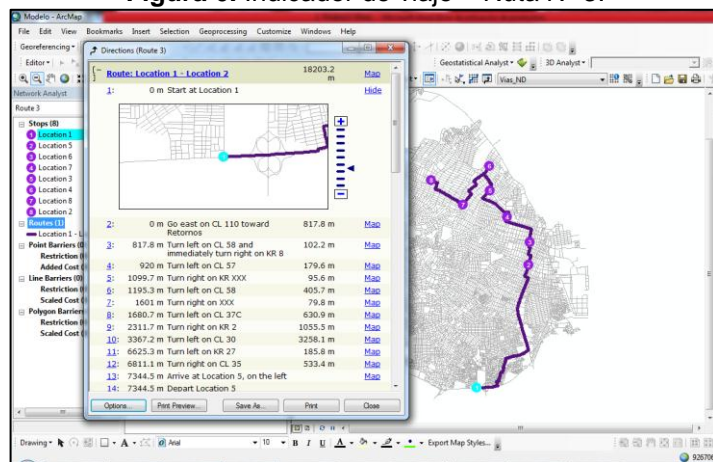 Modelo - ArcMap
File Edit View Bookmarks Insert Selection Geoprocessing Customize Windows Help
Georeferencing
Editor
Geostatistical Analyst
3D Analyst
Vias_ND
Network Analyst
Route 3
Stops (8)
1 Location 1
2 Location 5
3 Location 6
4 Location 7
5 Location 3
6 Location 4
7 Location 8
8 Location 2
Routes (1)
Location 1 - L
Point Barriers (0)
Restriction (
Added Cost (
Line Barriers (0)
Restriction (
Scaled Cost (
Polygon Barriers
Restriction (
Scaled Cost (
Directions (Route 3)
Route: Location 1 - Location 2 18203.2 m Map
1: 0 m Start at Location 1 Hide
2: 0 m Go east on CL 110 toward Retornos 817.8 m Map
3: 817.8 m Turn left on CL 58 and immediately turn right on KR 8 102.2 m Map
4: 920 m Turn left on CL 57 179.6 m Map
5: 1099.7 m Turn right on KR XXX 95.6 m Map
6: 1195.3 m Turn left on CL 58 405.7 m Map
7: 1601 m Turn right on XXX 79.8 m Map
8: 1680.7 m Turn left on CL 37C 630.9 m Map
9: 2311.7 m Turn right on KR 2 1055.5 m Map
10: 3367.2 m Turn left on CL 30 3258.1 m Map
11: 6625.3 m Turn left on KR 27 185.8 m Map
12: 6811.1 m Turn right on CL 35 533.4 m Map
13: 7344.5 m Arrive at Location 5, on the left Map
14: 7344.5 m Depart Location 5
Options... Print Preview... Save As... Print Close
Drawing Arial 10 B I U A Export Map Styles...
926706